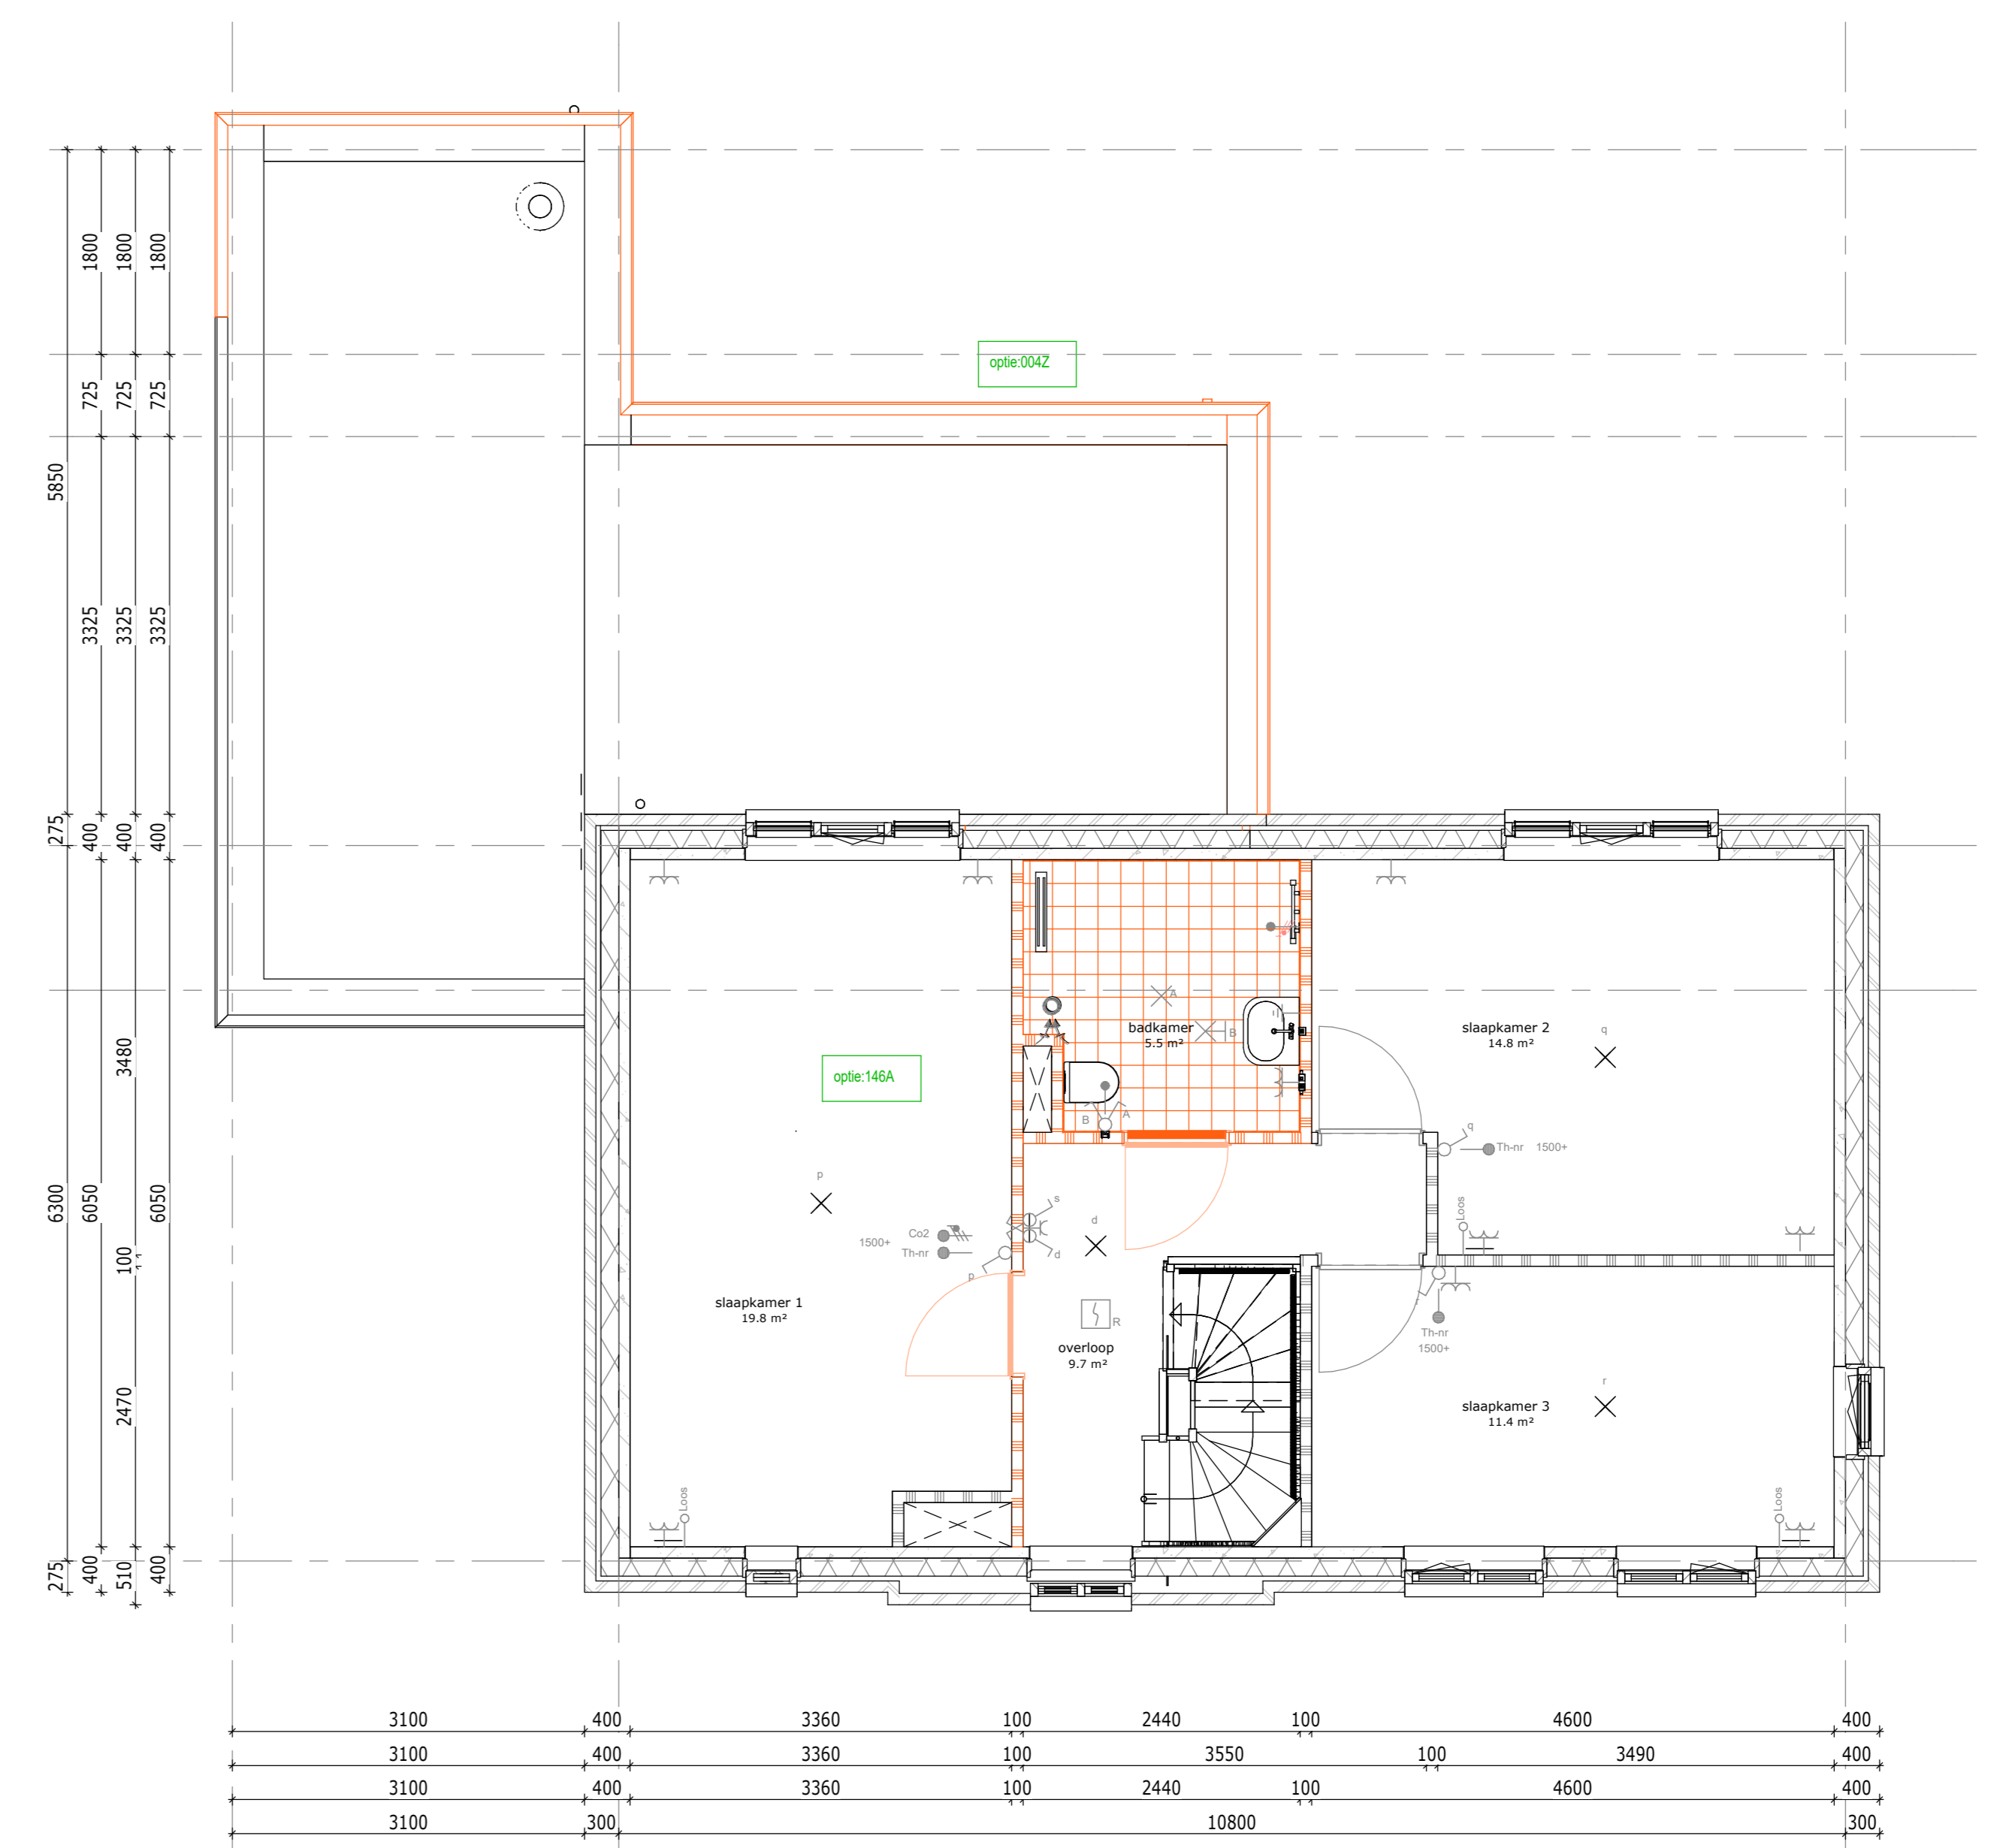 optie:004Z
1800
1800
1800
725
725
725
5850
3325
3325
3325
275
400
400
400
3480
6300
6050
100
6050
2470
275
400
510
400
A
badkamer
5.5 m²
B
slaapkamer 2
14.8 m²
q
optie:146A
B
A
q
Th-nr 1500+
p
s
d
Loos
Co2
1500+
Th-nr
d
p
slaapkamer 1
19.8 m²
R
overloop
9.7 m²
r
Th-nr
1500+
r
slaapkamer 3
11.4 m²
Loos
Loos
3100 400 3360 100 2440 100 4600 400
3100 400 3360 100 3550 100 3490 400
3100 400 3360 100 2440 100 4600 400
3100 300 10800 300